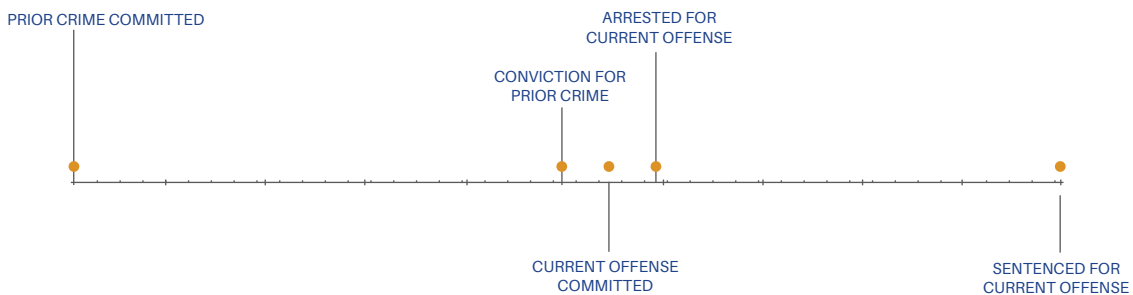 PRIOR CRIME COMMITTED
ARRESTED FOR
CURRENT OFFENSE
CONVICTION FOR
PRIOR CRIME
CURRENT OFFENSE
COMMITTED
SENTENCED FOR
CURRENT OFFENSE